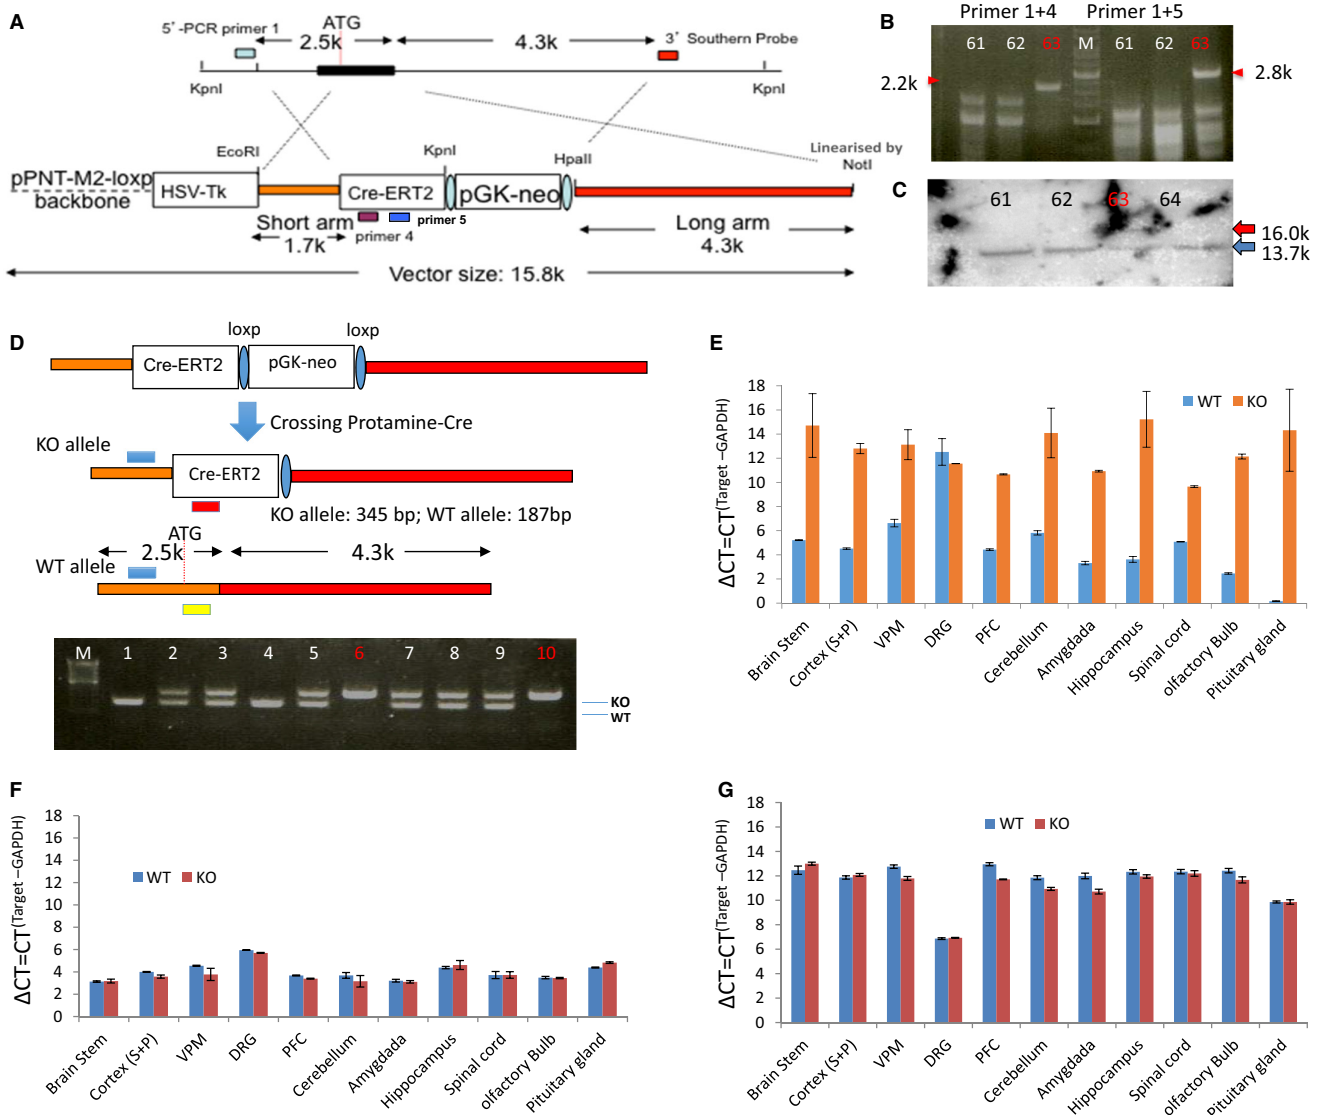 A
5'-PCR primer 1
ATG
2.5k
4.3k
3' Southern Probe
KpnI
KpnI
EcoRI
KpnI
HpaII
Linearised by
NotI
pPNT-M2-loxp
backbone
HSV-Tk
Cre-ERT2
pGK-neo
Short arm
1.7k
primer 4
primer 5
Long arm
4.3k
Vector size: 15.8k
B
Primer 1+4
Primer 1+5
61 62 63 M 61 62 63
2.2k
2.8k
C
61 62 63 64
16.0k
13.7k
D
loxp
loxp
Cre-ERT2
pGK-neo
Crossing Protamine-Cre
KO allele
Cre-ERT2
KO allele: 345 bp; WT allele: 187bp
ATG
2.5k
4.3k
WT allele
M 1 2 3 4 5 6 7 8 9 10
KO
WT
E
ΔCT=CT(Target –GAPDH)
18
16
14
12
10
8
6
4
2
0
WT KO
Brain Stem
Cortex (S+P)
VPM
DRG
PFC
Cerebellum
Amygdada
Hippocampus
Spinal cord
olfactory Bulb
Pituitary gland
F
ΔCT=CT(Target –GAPDH)
18
16
14
12
10
8
6
4
2
0
WT KO
Brain Stem
Cortex (S+P)
VPM
DRG
PFC
Cerebellum
Amygdada
Hippocampus
Spinal cord
olfactory Bulb
Pituitary gland
G
ΔCT=CT(Target –GAPDH)
18
16
14
12
10
8
6
4
2
0
WT KO
Brain Stem
Cortex (S+P)
VPM
DRG
PFC
Cerebellum
Amygdada
Hippocampus
Spinal cord
olfactory Bulb
Pituitary gland